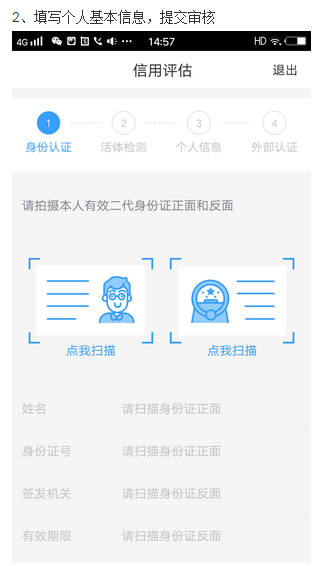 2、填写个人基本信息，提交审核
4G 14:57 HD
信用评估 退出
1 2 3 4
身份认证 活体检测 个人信息 外部认证
请拍摄本人有效二代身份证正面和反面
点我扫描 点我扫描
姓名 请扫描身份证正面
身份证号 请扫描身份证正面
签发机关 请扫描身份证反面
有效期限 请扫描身份证反面